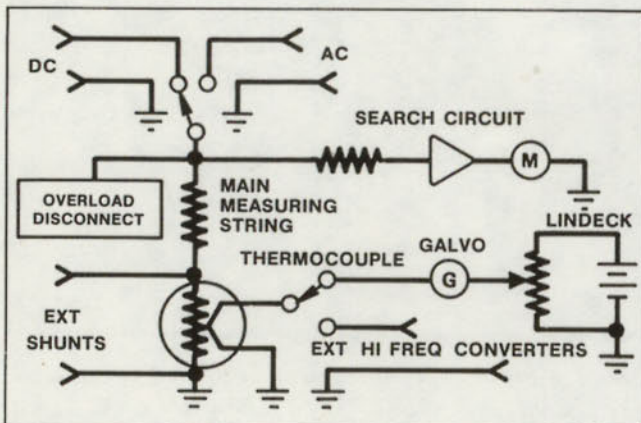 DC
AC
SEARCH CIRCUIT
M
OVERLOAD
DISCONNECT
MAIN
MEASURING
STRING
LINDECK
GALVO
THERMOCOUPLE
G
EXT
SHUNTS
EXT HI FREQ CONVERTERS